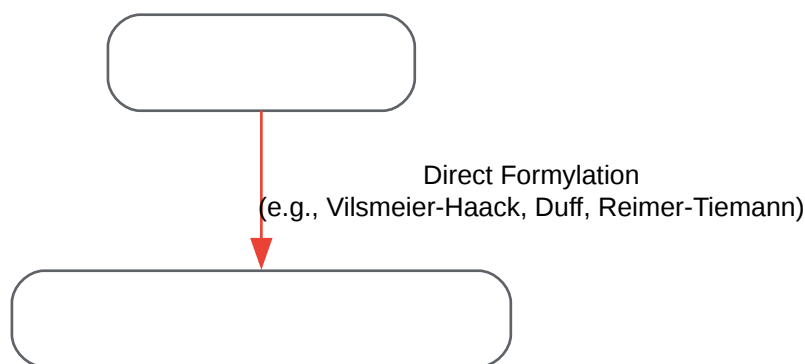 Direct Formylation
(e.g., Vilsmeier-Haack, Duff, Reimer-Tiemann)